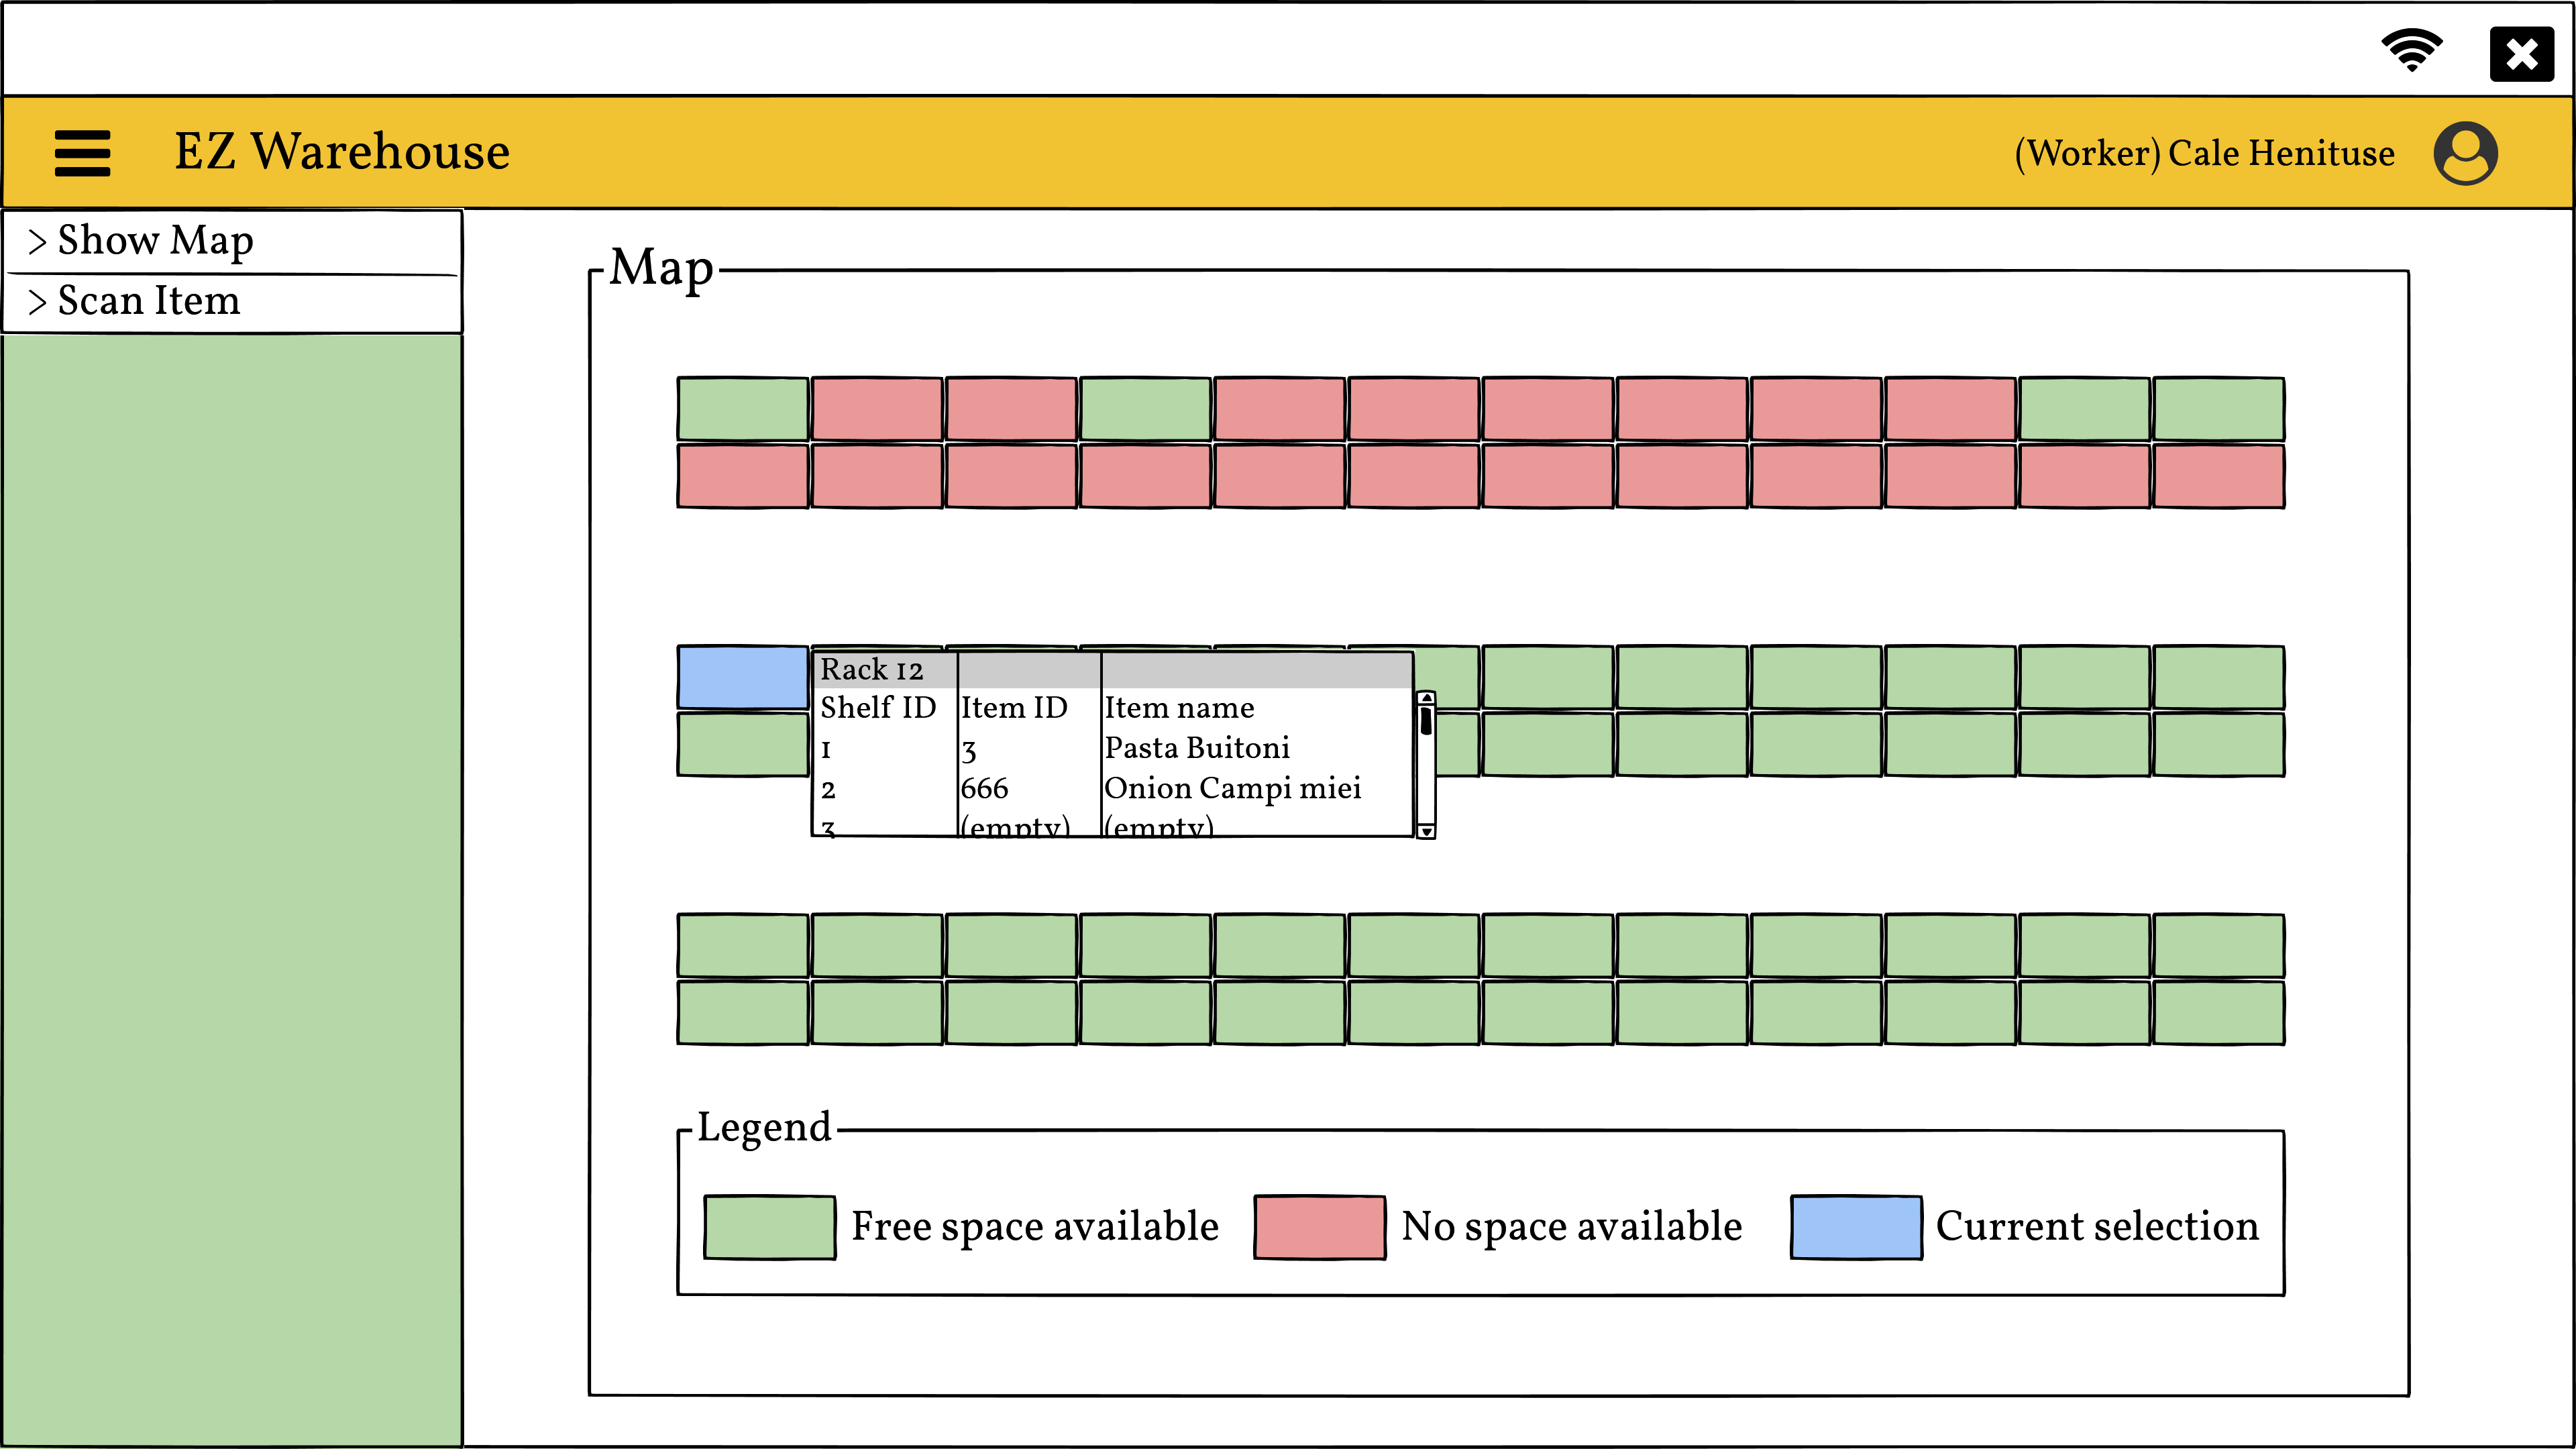 EZ Warehouse
(Worker) Cale Henituse
> Show Map
> Scan Item
Map
Rack 12
Shelf ID Item ID Item name
1 3 Pasta Buitoni
2 666 Onion Campi miei
3 (empty) (empty)
Legend
Free space available No space available Current selection